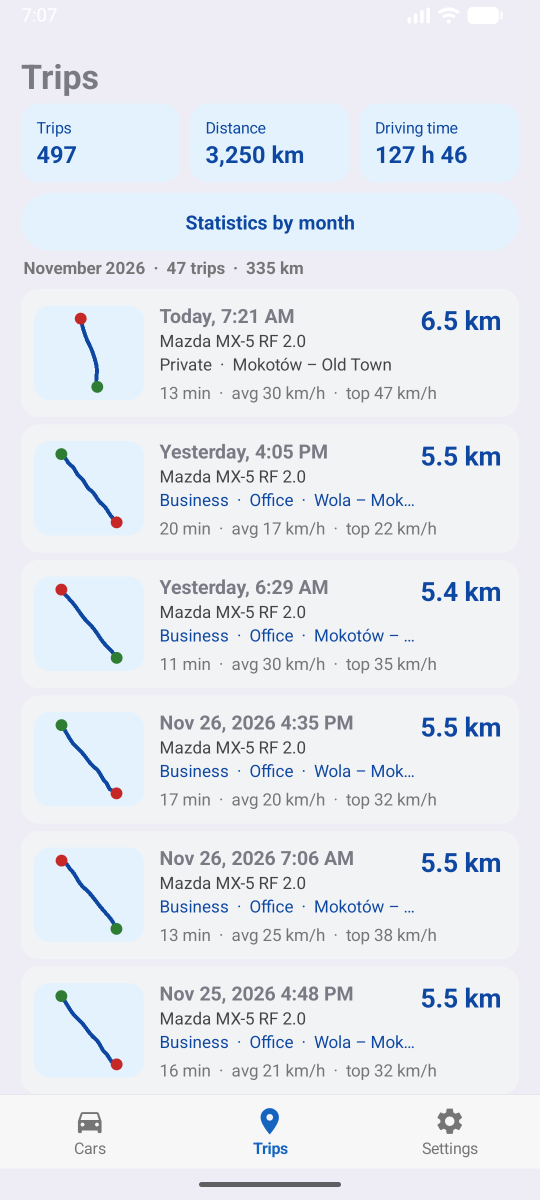 7:07
Trips
Trips
497
Distance
3,250 km
Driving time
127 h 46
Statistics by month
November 2026 · 47 trips · 335 km
Today, 7:21 AM
6.5 km
Mazda MX-5 RF 2.0
Private · Mokotów – Old Town
13 min · avg 30 km/h · top 47 km/h
Yesterday, 4:05 PM
5.5 km
Mazda MX-5 RF 2.0
Business · Office · Wola – Mok...
20 min · avg 17 km/h · top 22 km/h
Yesterday, 6:29 AM
5.4 km
Mazda MX-5 RF 2.0
Business · Office · Mokotów – ...
11 min · avg 30 km/h · top 35 km/h
Nov 26, 2026 4:35 PM
5.5 km
Mazda MX-5 RF 2.0
Business · Office · Wola – Mok...
17 min · avg 20 km/h · top 32 km/h
Nov 26, 2026 7:06 AM
5.5 km
Mazda MX-5 RF 2.0
Business · Office · Mokotów – ...
13 min · avg 25 km/h · top 38 km/h
Nov 25, 2026 4:48 PM
5.5 km
Mazda MX-5 RF 2.0
Business · Office · Wola – Mok...
16 min · avg 21 km/h · top 32 km/h
Cars
Trips
Settings